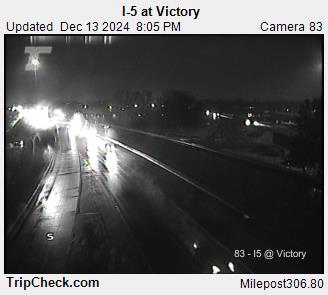 I-5 at Victory
Updated Dec 13 2024 8:05 PM Camera 83
S
83 - I5 @ Victory
TripCheck.com Milepost306.80